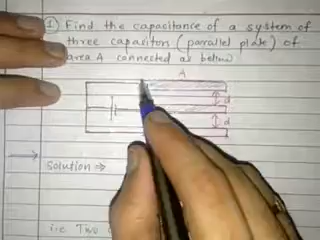 ① Find the capacitance of a system of
three capacitors (parallel plate) of
area A connected as below
A
d
d
Solution ⇒
i.e Two